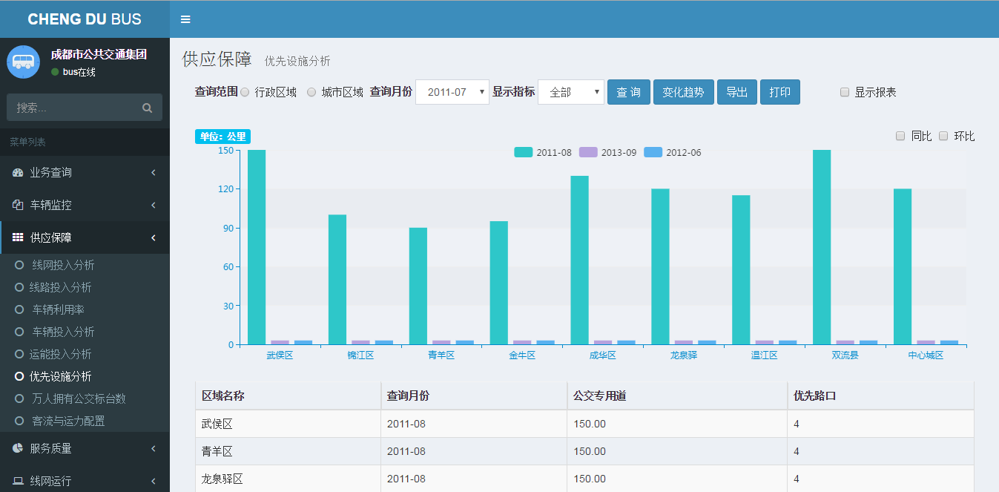 CHENG DU BUS
成都市公共交通集团
bus在线
搜索...
菜单列表
业务查询
车辆监控
供应保障
线网投入分析
线路投入分析
车辆利用率
车辆投入分析
运能投入分析
优先设施分析
万人拥有公交标台数
客流与运力配置
服务质量
线网运行
供应保障 优先设施分析
查询范围 行政区域 城市区域 查询月份 2011-07 显示指标 全部 查 询 变化趋势 导出 打印 显示报表
单位：公里 同比 环比
2011-08 2013-09 2012-06
150
120
90
60
30
0
武侯区 锦江区 青羊区 金牛区 成华区 龙泉驿 温江区 双流县 中心城区
区域名称 查询月份 公交专用道 优先路口
武侯区 2011-08 150.00 4
青羊区 2011-08 150.00 4
龙泉驿区 2011-08 150.00 4